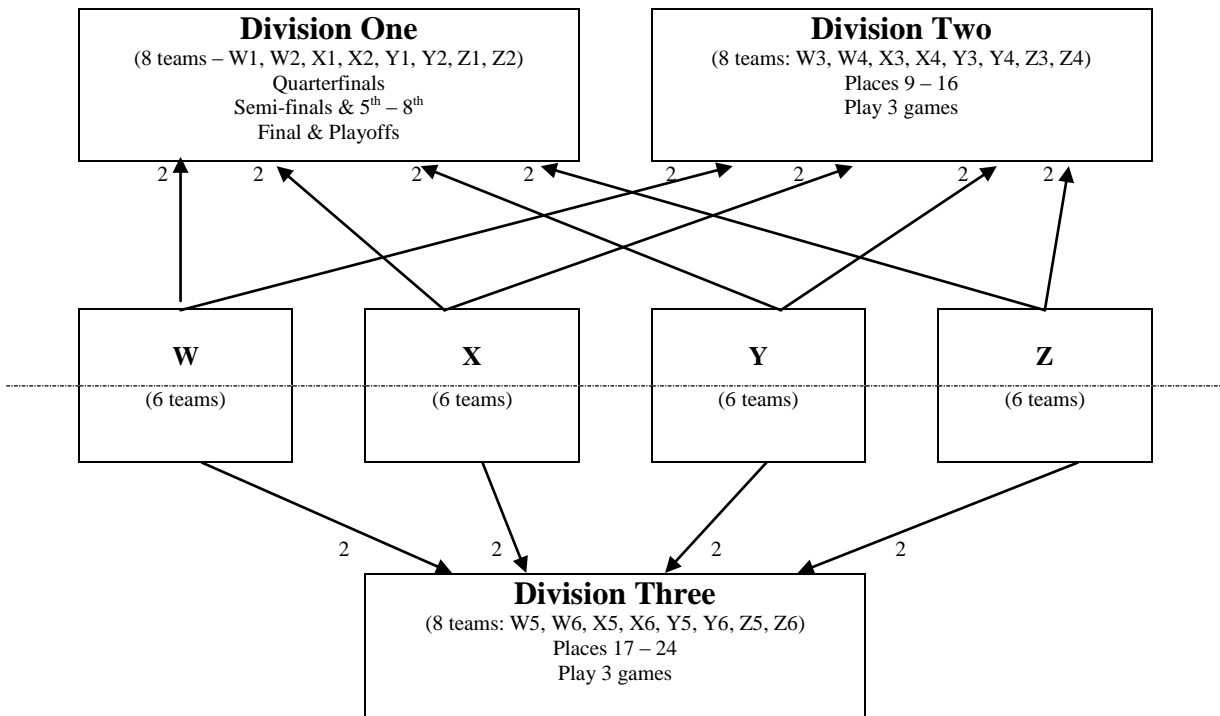 Division One
(8 teams – W1, W2, X1, X2, Y1, Y2, Z1, Z2)
Quarterfinals
Semi-finals & 5th – 8th
Final & Playoffs
Division Two
(8 teams: W3, W4, X3, X4, Y3, Y4, Z3, Z4)
Places 9 – 16
Play 3 games
2 2 2 2 2 2 2 2
W
(6 teams)
X
(6 teams)
Y
(6 teams)
Z
(6 teams)
2 2 2 2
Division Three
(8 teams: W5, W6, X5, X6, Y5, Y6, Z5, Z6)
Places 17 – 24
Play 3 games